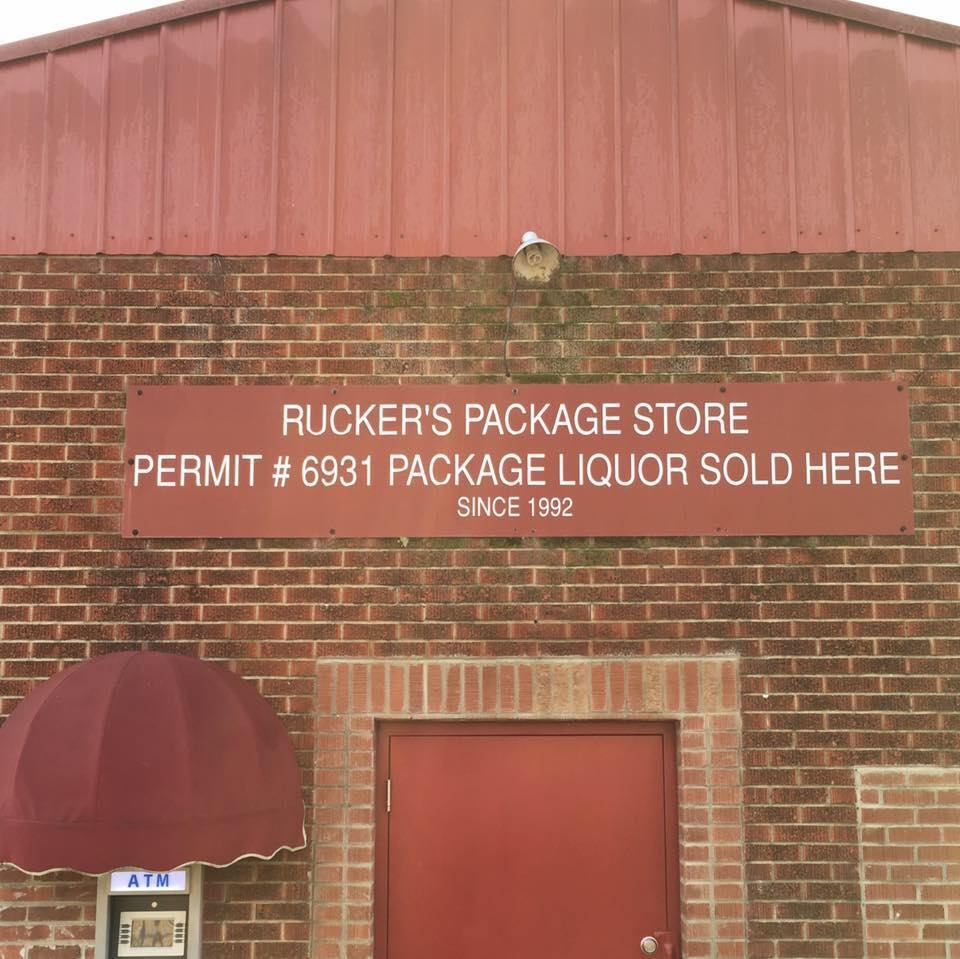 RUCKER'S PACKAGE STORE
PERMIT # 6931 PACKAGE LIQUOR SOLD HERE
SINCE 1992
ATM